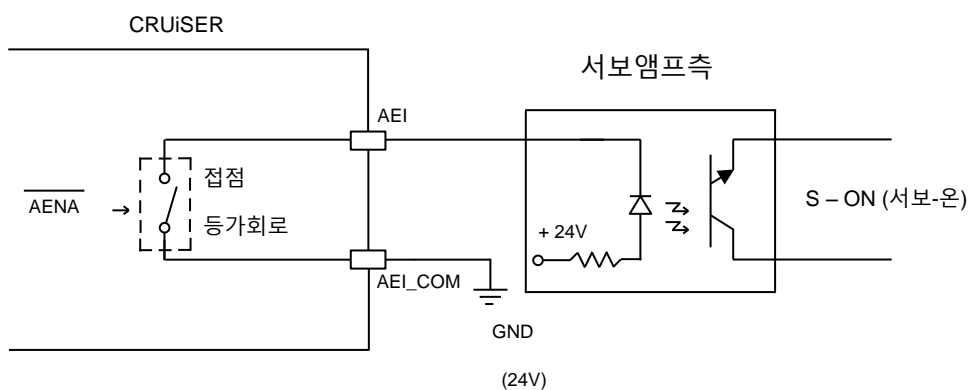 CRUiSER
서보앰프측
AEI
접점
AENA
등가회로
S – ON (서보-온)
+ 24V
AEI_COM
GND
(24V)